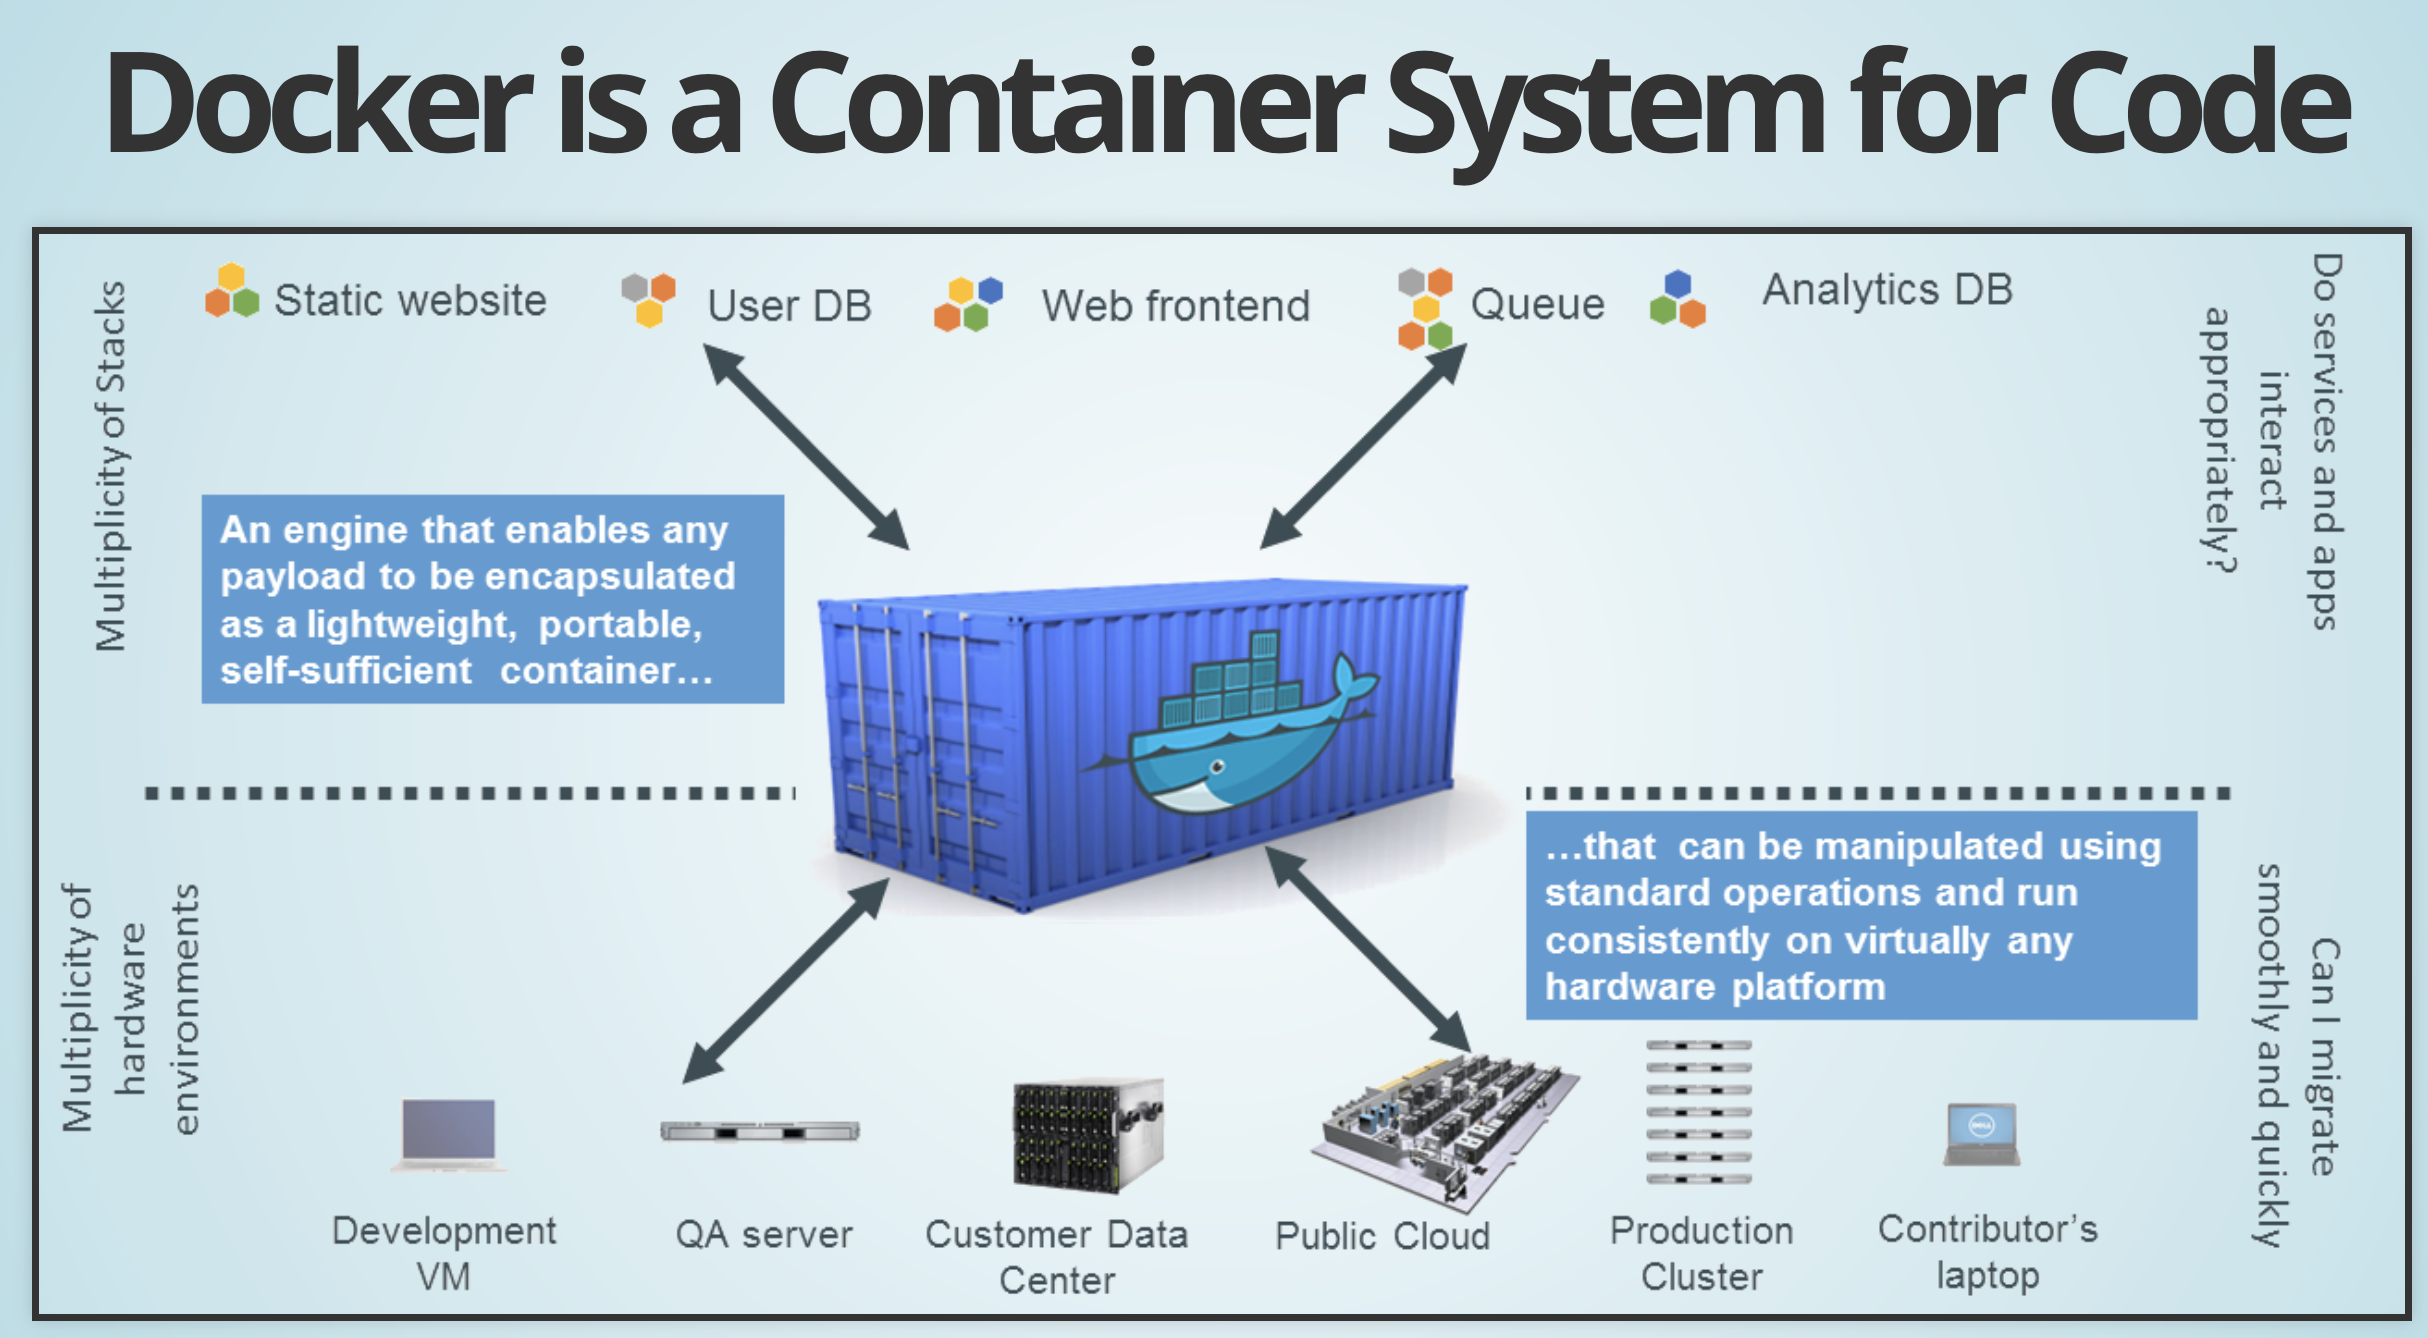 Docker is a Container System for Code
Multiplicity of Stacks
Static website
User DB
Web frontend
Queue
Analytics DB
Do services and apps
interact
appropriately?
An engine that enables any
payload to be encapsulated
as a lightweight, portable,
self-sufficient container...
...that can be manipulated using
standard operations and run
consistently on virtually any
hardware platform
Multiplicity of
hardware
environments
Can I migrate
smoothly and quickly
DELL
Development
VM
QA server
Customer Data
Center
Public Cloud
Production
Cluster
Contributor's
laptop